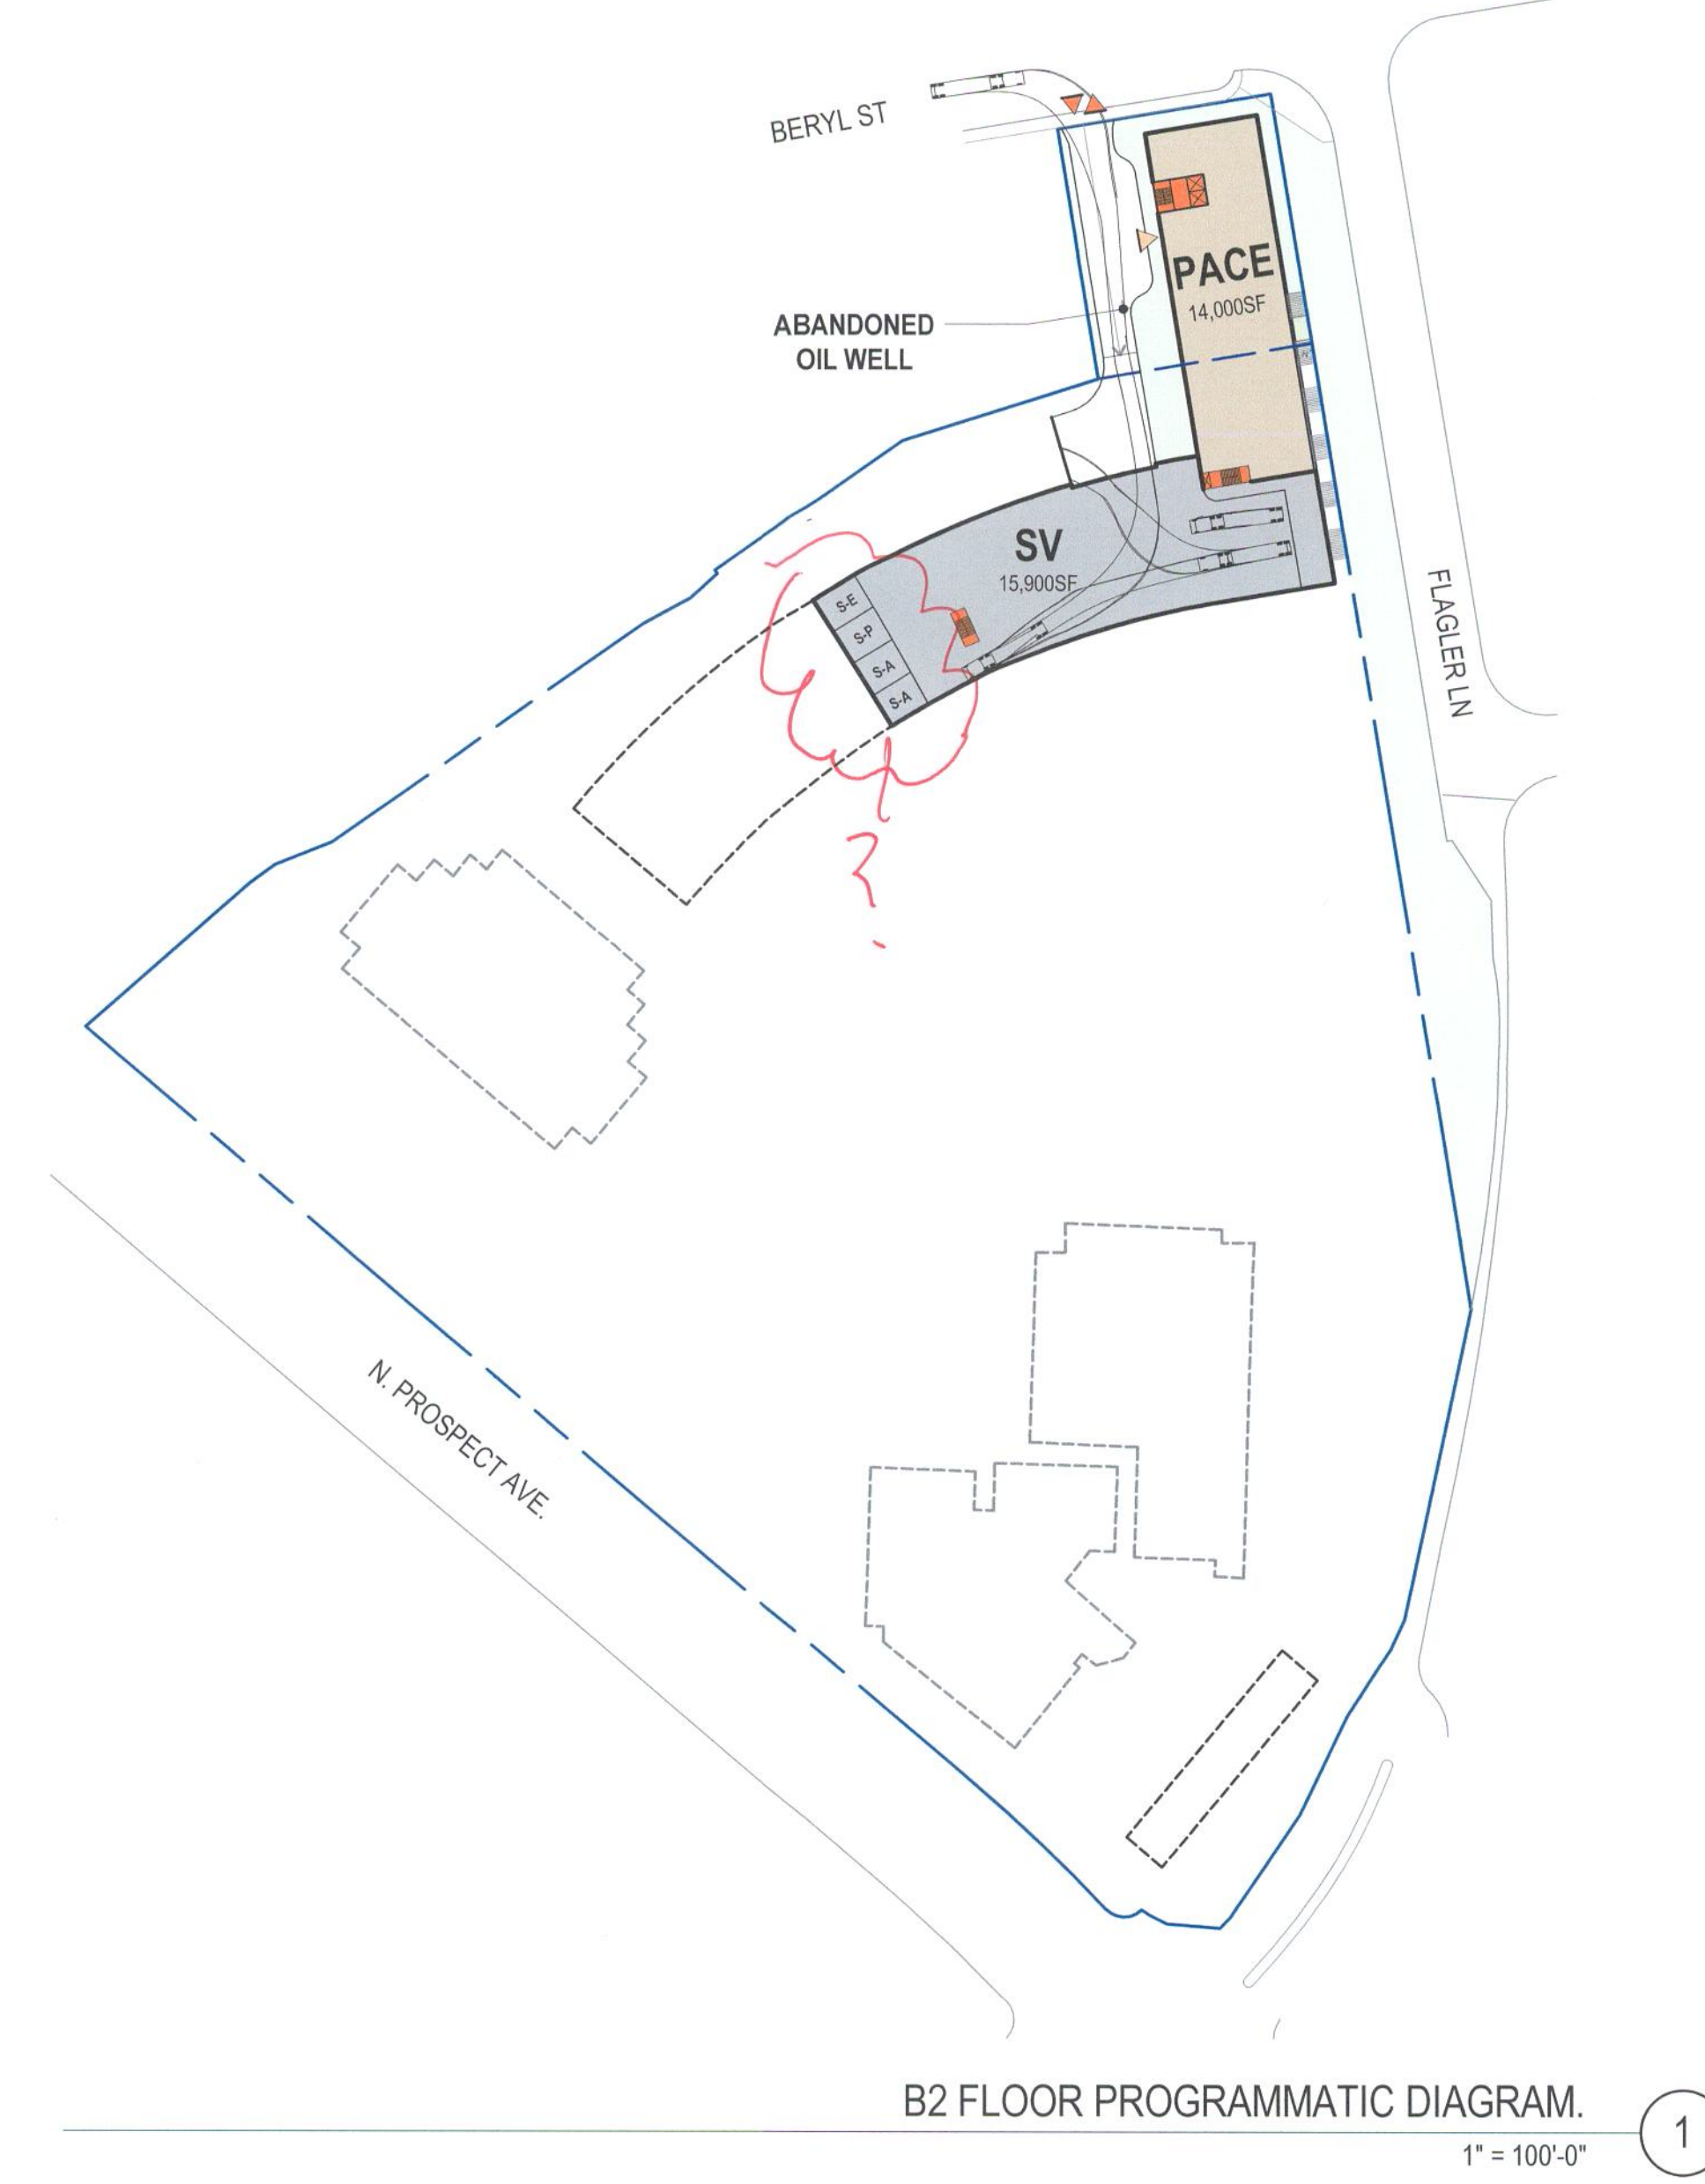 BERYL ST
PACE
14,000SF
ABANDONED
OIL WELL
SV
15,900SF
S-E
S-P
S-A
S-A
FLAGLER LN
?
N. PROSPECT AVE.
B2 FLOOR PROGRAMMATIC DIAGRAM.
1
1" = 100'-0"